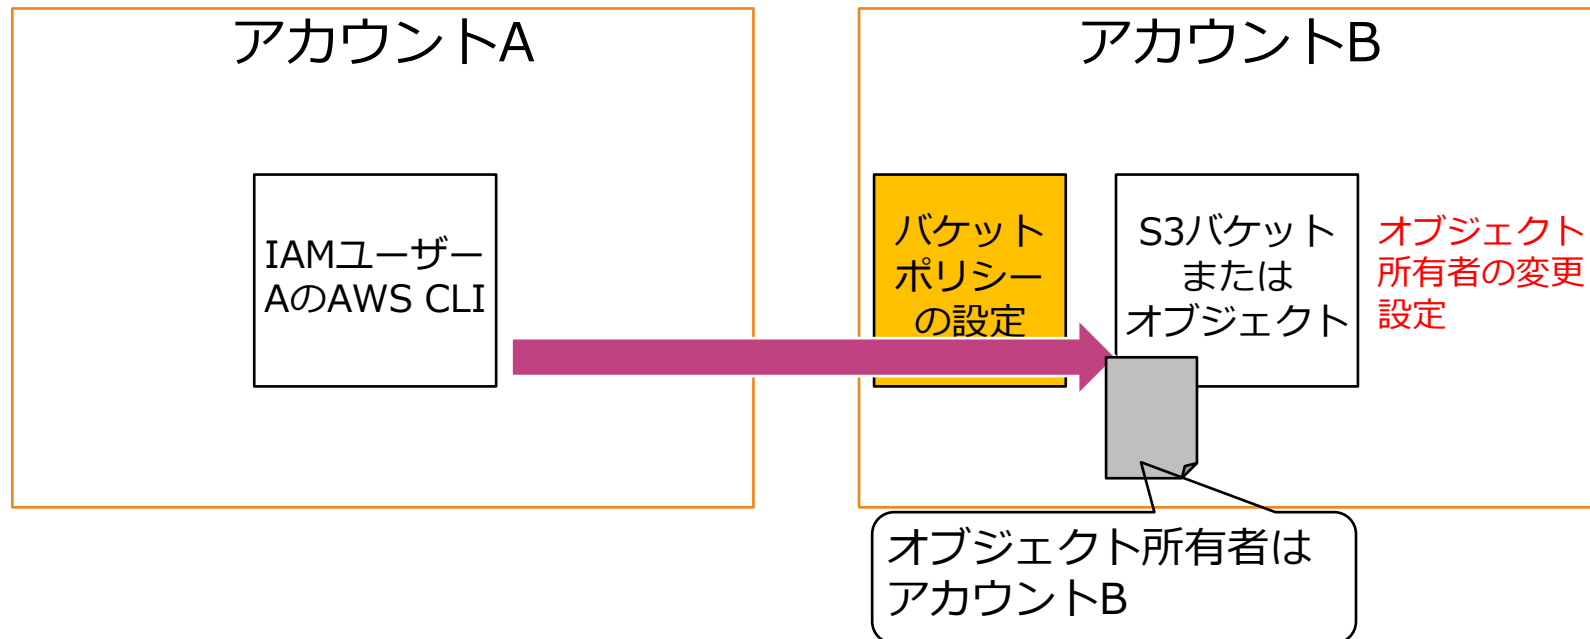 アカウントA
アカウントB
IAMユーザー
AのAWS CLI
バケット
ポリシー
の設定
S3バケット
または
オブジェクト
オブジェクト
所有者の変更
設定
オブジェクト所有者は
アカウントB